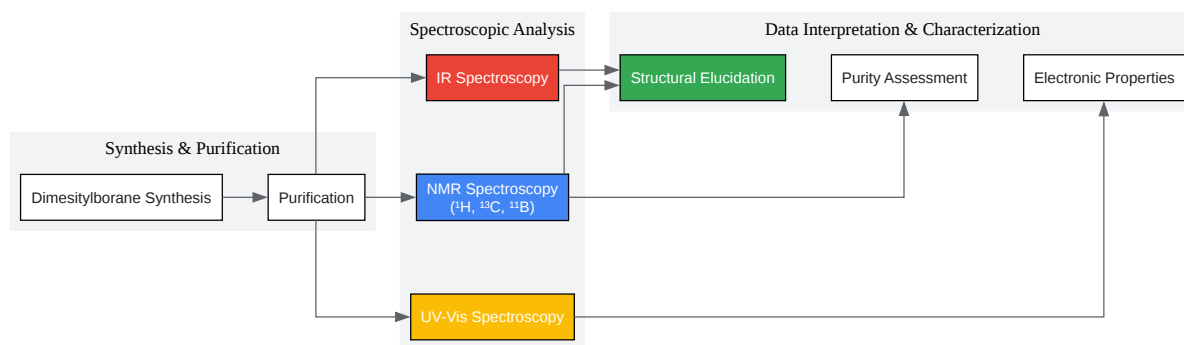 Spectroscopic Analysis
Data Interpretation & Characterization
IR Spectroscopy
Structural Elucidation
Purity Assessment
Electronic Properties
Synthesis & Purification
Dimesitylborane Synthesis
Purification
NMR Spectroscopy
(¹H, ¹³C, ¹¹B)
UV-Vis Spectroscopy